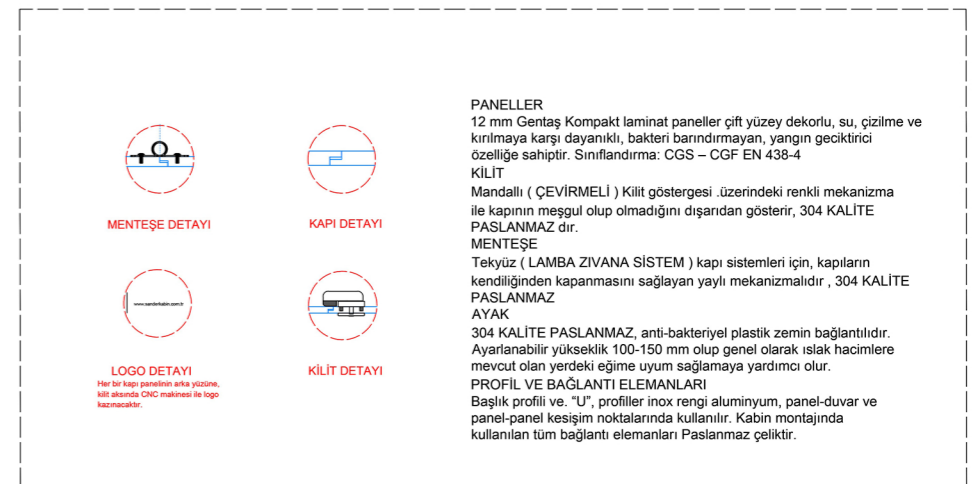 MENTEŞE DETAYI
KAPI DETAYI
www.sanderkabin.com.tr
LOGO DETAYI
Her bir kapı panelinin arka yüzüne,
kilit aksında CNC makinesi ile logo
kazınacaktır.
KİLİT DETAYI
PANELLER
12 mm Gentaş Kompakt laminat paneller çift yüzey dekorlu, su, çizilme ve
kırılmaya karşı dayanıklı, bakteri barındırmayan, yangın geciktirici
özelliğe sahiptir. Sınıflandırma: CGS – CGF EN 438-4
KİLİT
Mandallı ( ÇEVİRMELİ ) Kilit göstergesi .üzerindeki renkli mekanizma
ile kapının meşgul olup olmadığını dışarıdan gösterir, 304 KALİTE
PASLANMAZ dır.
MENTEŞE
Tekyüz ( LAMBA ZIVANA SİSTEM ) kapı sistemleri için, kapıların
kendiliğinden kapanmasını sağlayan yaylı mekanizmalıdır , 304 KALİTE
PASLANMAZ
AYAK
304 KALİTE PASLANMAZ, anti-bakteriyel plastik zemin bağlantılıdır.
Ayarlanabilir yükseklik 100-150 mm olup genel olarak ıslak hacimlere
mevcut olan yerdeki eğime uyum sağlamaya yardımcı olur.
PROFİL VE BAĞLANTI ELEMANLARI
Başlık profili ve. “U”, profiller inox rengi aluminyum, panel-duvar ve
panel-panel kesişim noktalarında kullanılır. Kabin montajında
kullanılan tüm bağlantı elemanları Paslanmaz çeliktir.